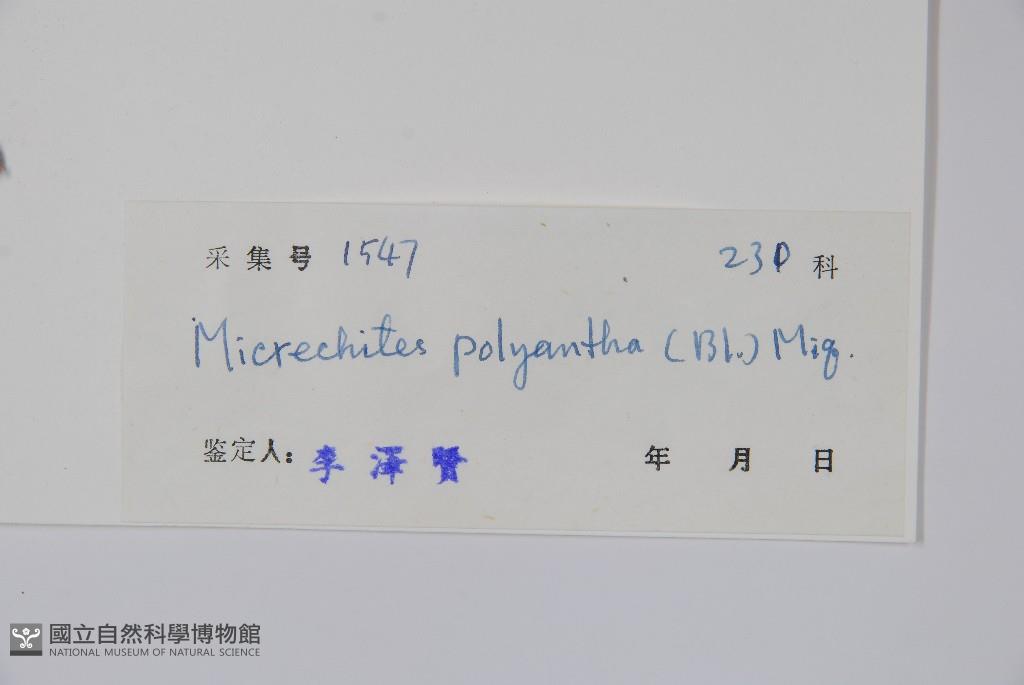 采集号 1547 230 科
Micrechites polyantha (Bl.) Miq.
鉴定人: 李泽賢 年 月 日
國立自然科學博物館
NATIONAL MUSEUM OF NATURAL SCIENCE